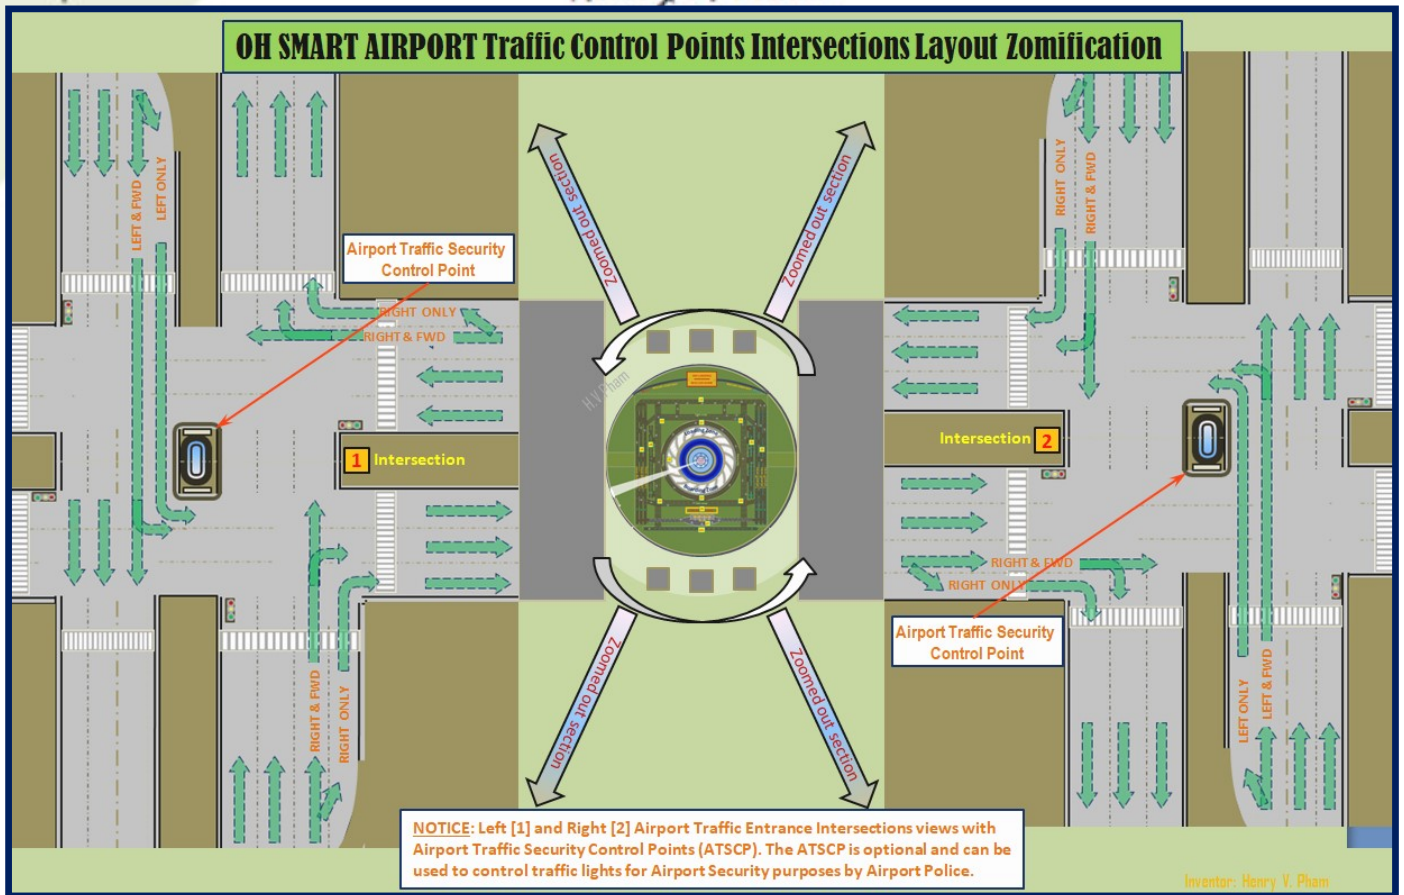 OH SMART AIRPORT Traffic Control Points Intersections Layout Zomification
LEFT & FWD
LEFT ONLY
Airport Traffic Security
Control Point
RIGHT ONLY
RIGHT & FWD
1 Intersection
RIGHT & FWD
RIGHT ONLY
Zoomed out section
Zoomed out section
H.V.Pham
Zoomed out section
Zoomed out section
RIGHT ONLY
RIGHT & FWD
Intersection 2
RIGHT & FWD
RIGHT ONLY
Airport Traffic Security
Control Point
LEFT ONLY
LEFT & FWD
NOTICE: Left [1] and Right [2] Airport Traffic Entrance Intersections views with
Airport Traffic Security Control Points (ATSCP). The ATSCP is optional and can be
used to control traffic lights for Airport Security purposes by Airport Police.
Inventor: Henry V. Pham